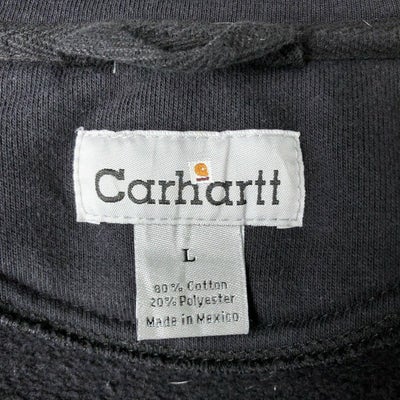 Carhartt
L
80% Cotton
20% Polyester
Made in Mexico